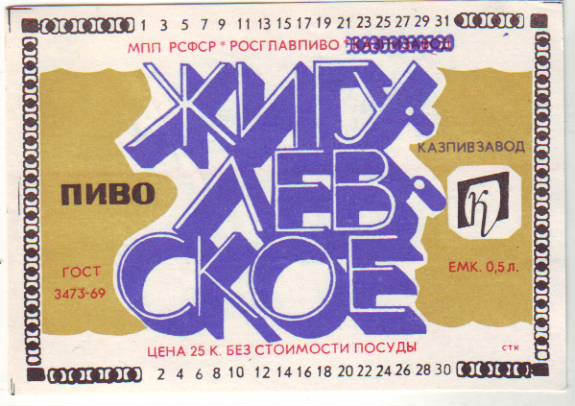 1 3 5 7 9 11 13 15 17 19 21 23 25 27 29 31
МПП РСФСР * РОСГЛАВПИВО *
ЖИГУ
ЛЕВ
СКОЕ
ПИВО
ГОСТ
3473-69
КАЗПИВЗАВОД
К
ЕМК. 0,5 л.
ЦЕНА 25 К. БЕЗ СТОИМОСТИ ПОСУДЫ
СТК
2 4 6 8 10 12 14 16 18 20 22 24 26 28 30